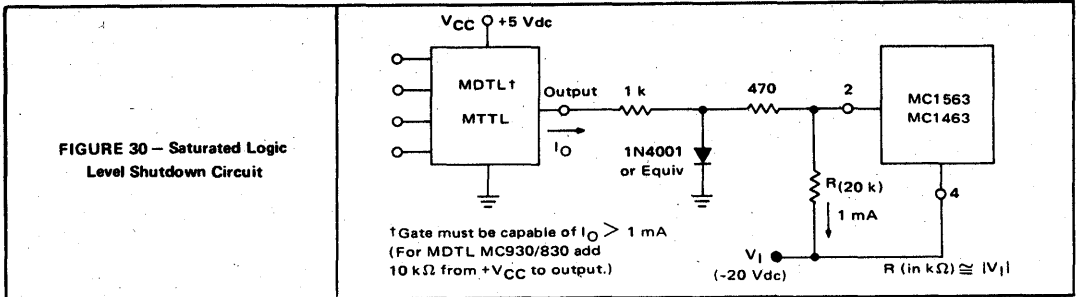 FIGURE 30 – Saturated Logic
Level Shutdown Circuit
VCC +5 Vdc
MDTL†
MTTL
Output
IO
1 k
1N4001
or Equiv
470
2
MC1563
MC1463
4
R(20 k)
1 mA
VI
(-20 Vdc)
R (in kΩ) ≅ |VI|
†Gate must be capable of IO > 1 mA
(For MDTL MC930/830 add
10 kΩ from +VCC to output.)